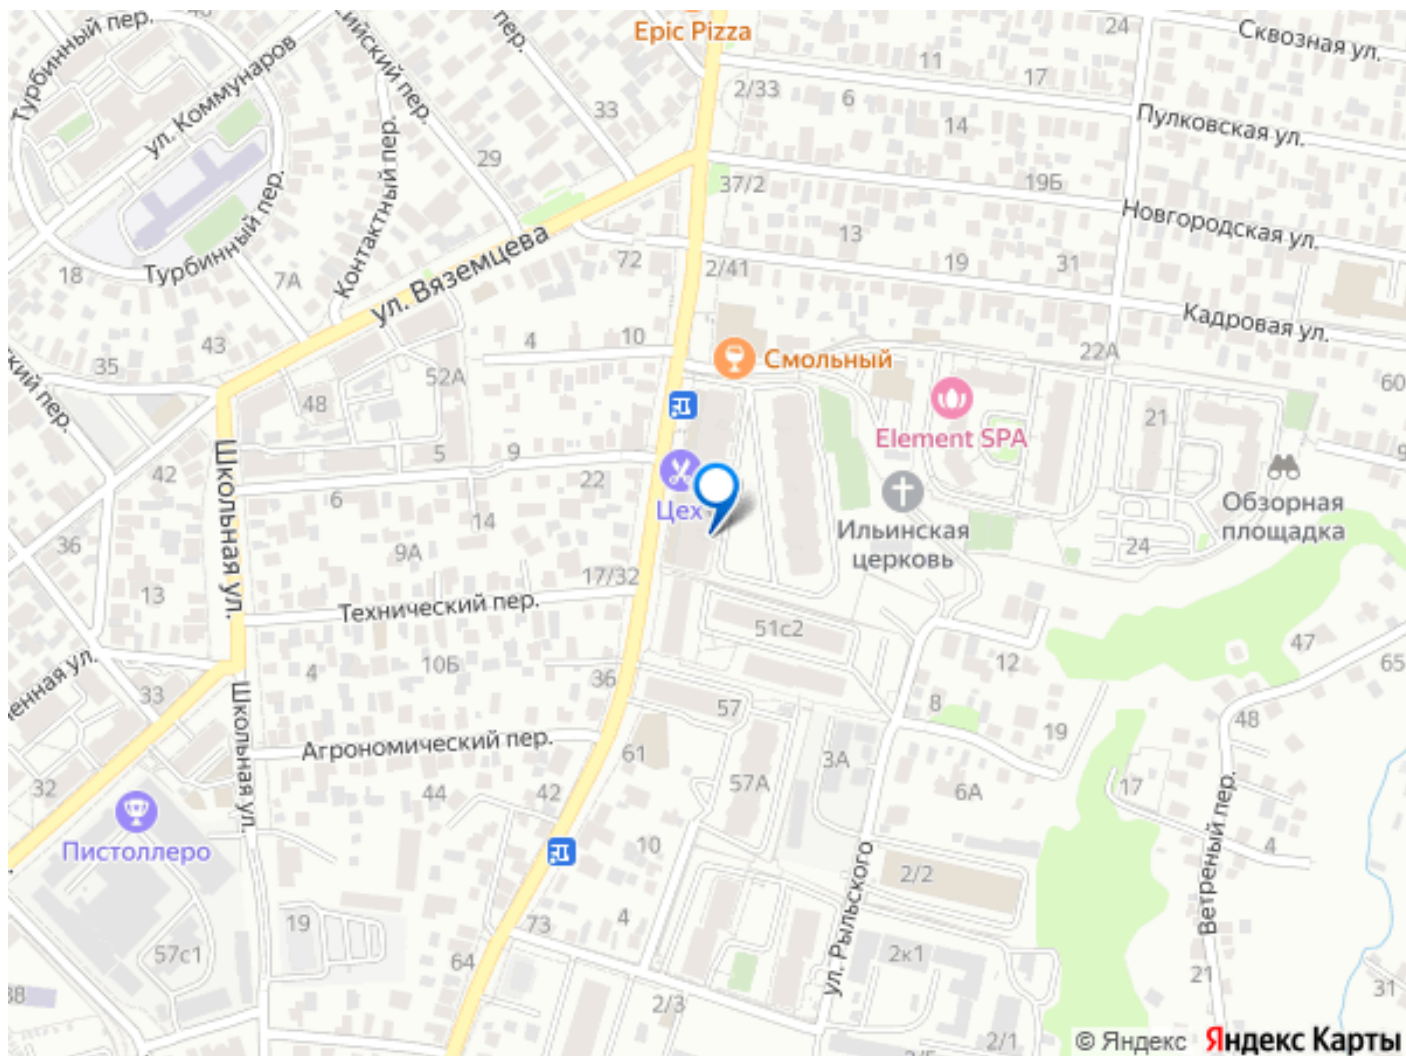 Турбинный пер.
ул. Коммунаров
пер.
Epic Pizza
24
Сквозная ул.
11
17
2/33
6
14
Пулковская ул.
33
Контактный пер.
29
37/2
19Б
Новгородская ул.
Турбинный пер.
18
7А
ул. Вяземцева
72
2/41
13
19
31
Кадровая ул.
43
35
4
10
Смольный
22А
60
52А
48
Element SPA
21
Школьная ул.
42
5
9
6
22
14
Цех
Ильинская
церковь
Обзорная
площадка
24
36
9А
13
17/32
Технический пер.
51с2
4
10Б
36
12
47
65
33
Школьная ул.
57
8
19
48
Агрономический пер.
61
3А
57А
6А
17
32
44
42
Ветреный пер.
4
Пистоллеро
10
ул. Рыльского
2/2
19
4
73
57с1
64
2к1
21
2/3
31
2/1
© Яндекс
Яндекс Карты